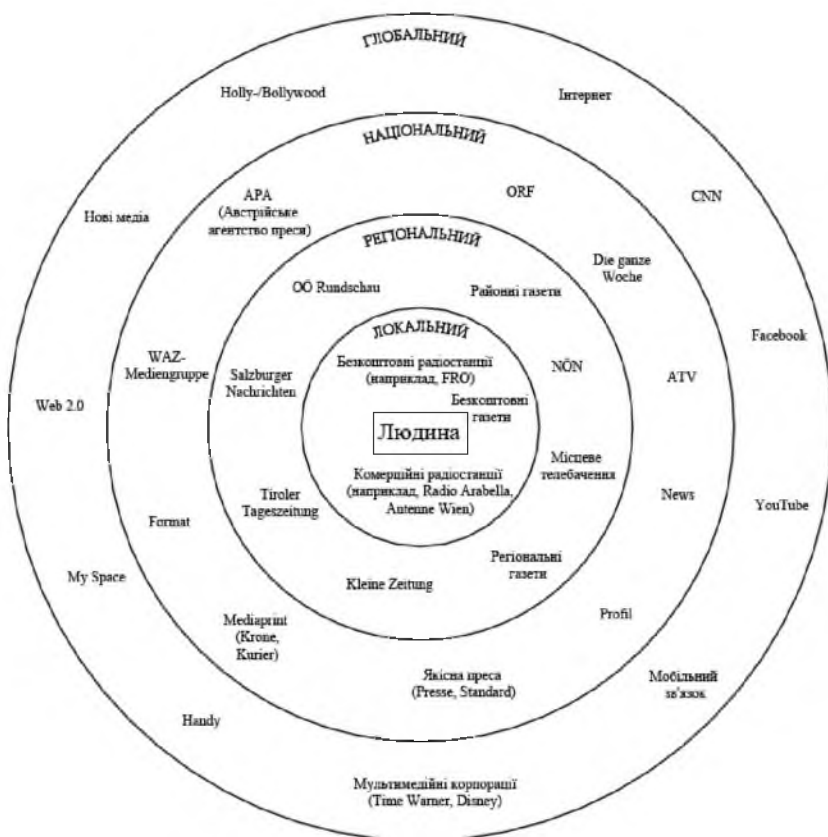 ГЛОБАЛЬНИЙ
Holly-/Bollywood
Інтернет
НАЦІОНАЛЬНИЙ
APA
(Австрійське
агентство преси)
ORF
CNN
Нові медіа
РЕГІОНАЛЬНИЙ
Die ganze
Woche
OÖ Rundschau
Районні газети
ЛОКАЛЬНИЙ
Facebook
WAZ-
Mediengruppe
Salzburger
Nachrichten
Безкоштовні радіостанції
(наприклад, FRO)
NÖN
ATV
Web 2.0
Безкоштовні
газети
Людина
Місцеве
телебачення
Комерційні радіостанції
(наприклад, Radio Arabella,
Antenne Wien)
Tiroler
Tageszeitung
News
YouTube
Format
Регіональні
газети
My Space
Kleine Zeitung
Mediaprint
(Krone,
Kurier)
Profil
Якісна преса
(Presse, Standard)
Мобільний
зв'язок
Handy
Мультимедійні корпорації
(Time Warner, Disney)